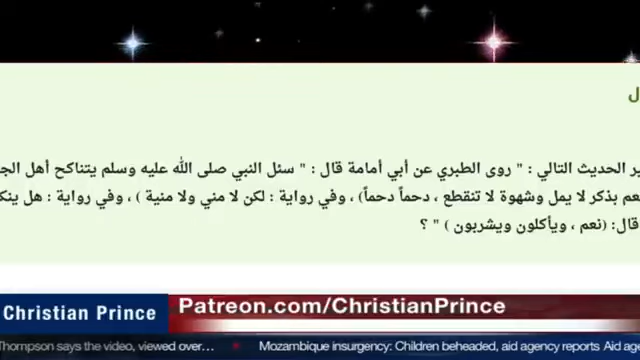 ل
ير الحديث التالي : " روى الطبري عن أبي أمامة قال : " سئل النبي صلى الله عليه وسلم يتناكح أهل الج
عم بذكر لا يمل وشهوة لا تنقطع ، دحماً دحماً) ، وفي رواية : لكن لا مني ولا منية ) ، وفي رواية : هل ينك
قال: (نعم ، ويأكلون ويشربون ) " ؟
Christian Prince
Patreon.com/ChristianPrince
Thompson says the video, viewed over... Mozambique insurgency: Children beheaded, aid agency reports Aid age